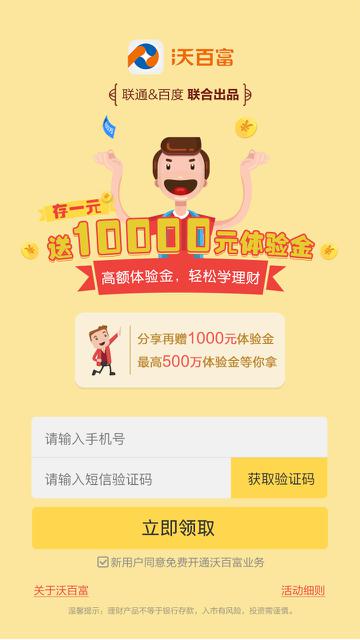 沃百富
联通&百度 联合出品
存一元
送10000元体验金
高额体验金，轻松学理财
分享再赠1000元体验金
最高500万体验金等你拿
请输入手机号
请输入短信验证码
获取验证码
立即领取
新用户同意免费开通沃百富业务
关于沃百富
活动细则
温馨提示：理财产品不等于银行存款，入市有风险，投资需谨慎。